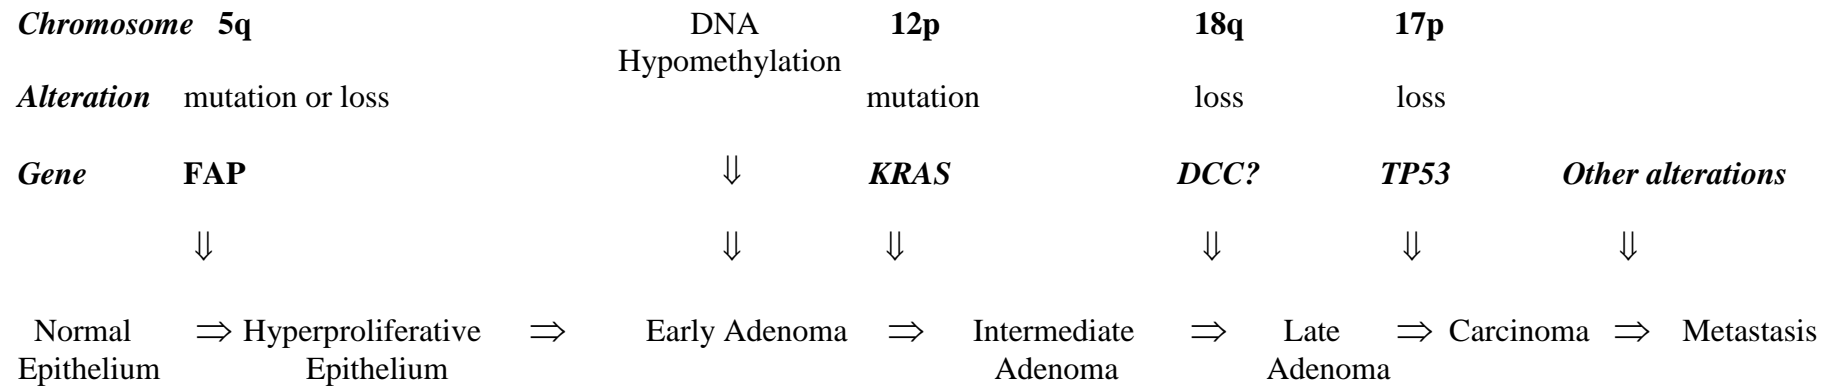 Chromosome 5q DNA 12p 18q 17p
Hypomethylation
Alteration mutation or loss mutation loss loss
Gene FAP ⇓ KRAS DCC? TP53 Other alterations
⇓ ⇓ ⇓ ⇓ ⇓ ⇓
Normal ⇒ Hyperproliferative ⇒ Early Adenoma ⇒ Intermediate ⇒ Late ⇒ Carcinoma ⇒ Metastasis
Epithelium Epithelium Adenoma Adenoma